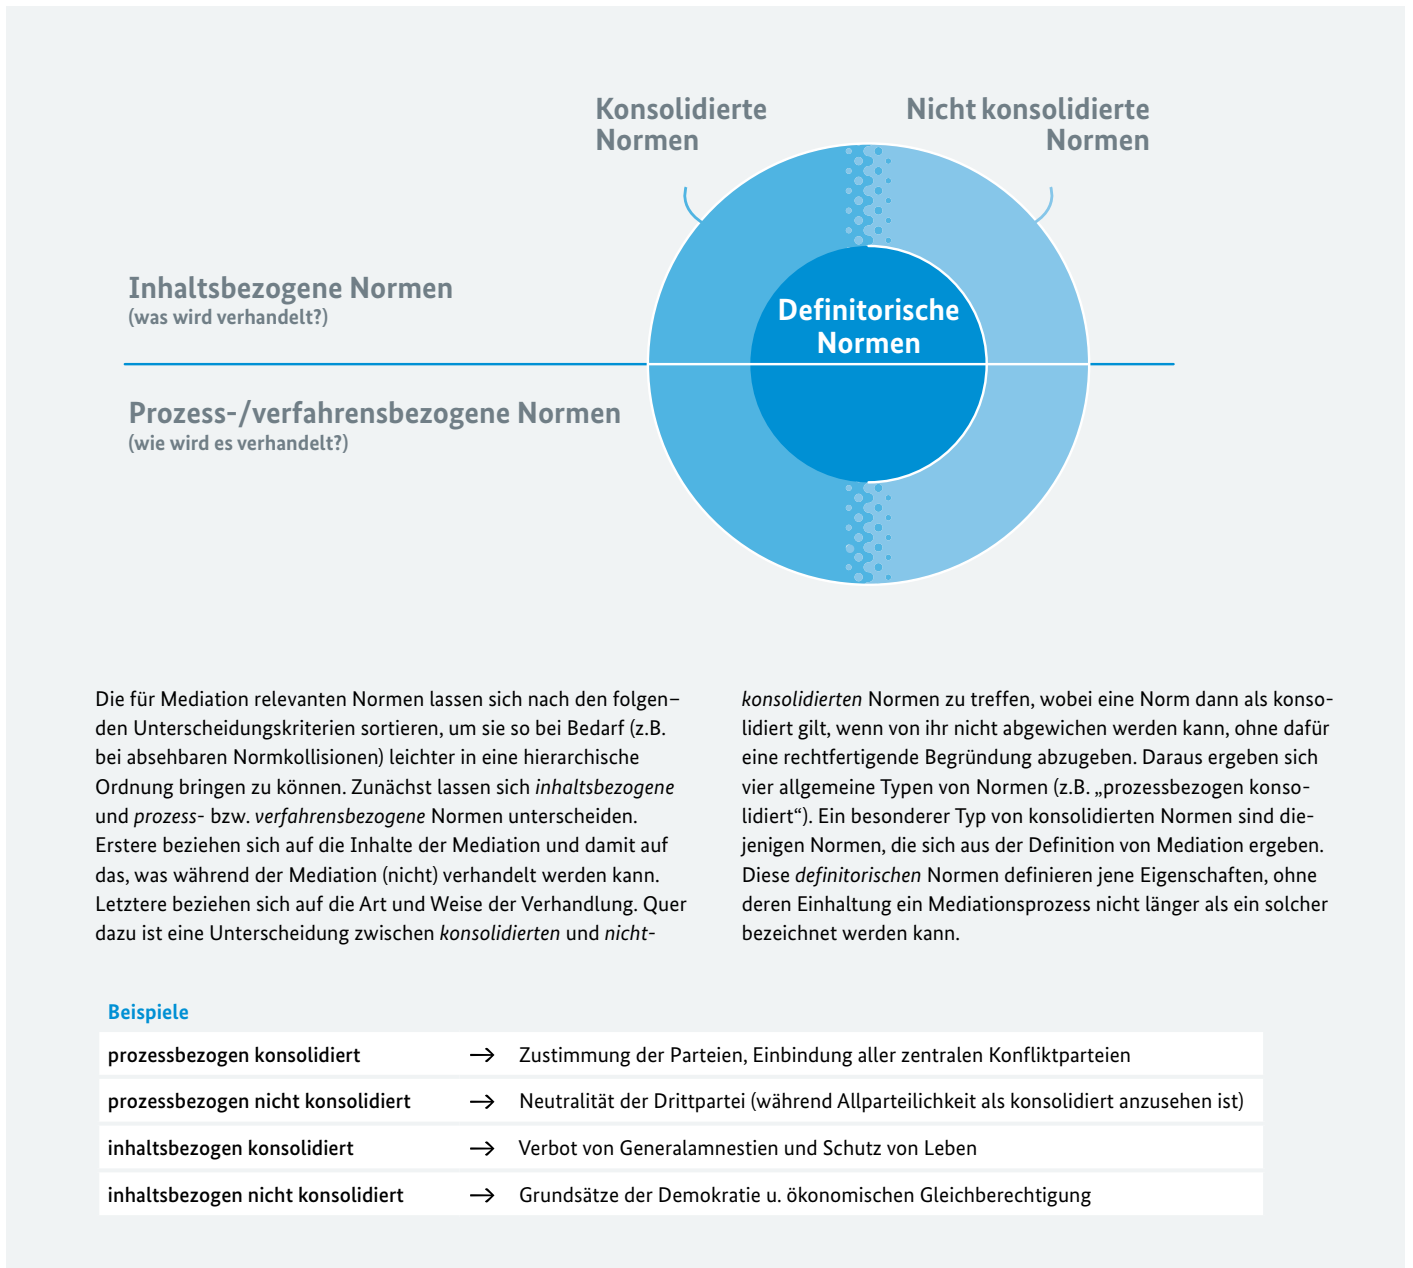 Konsolidierte
Normen
Nicht konsolidierte
Normen
Inhaltsbezogene Normen
(was wird verhandelt?)
Definitorische
Normen
Prozess-/verfahrensbezogene Normen
(wie wird es verhandelt?)
Die für Mediation relevanten Normen lassen sich nach den folgen–
den Unterscheidungskriterien sortieren, um sie so bei Bedarf (z.B.
bei absehbaren Normkollisionen) leichter in eine hierarchische
Ordnung bringen zu können. Zunächst lassen sich inhaltsbezogene
und prozess- bzw. verfahrensbezogene Normen unterscheiden.
Erstere beziehen sich auf die Inhalte der Mediation und damit auf
das, was während der Mediation (nicht) verhandelt werden kann.
Letztere beziehen sich auf die Art und Weise der Verhandlung. Quer
dazu ist eine Unterscheidung zwischen konsolidierten und nicht-
konsolidierten Normen zu treffen, wobei eine Norm dann als konso-
lidiert gilt, wenn von ihr nicht abgewichen werden kann, ohne dafür
eine rechtfertigende Begründung abzugeben. Daraus ergeben sich
vier allgemeine Typen von Normen (z.B. „prozessbezogen konso-
lidiert“). Ein besonderer Typ von konsolidierten Normen sind die-
jenigen Normen, die sich aus der Definition von Mediation ergeben.
Diese definitorischen Normen definieren jene Eigenschaften, ohne
deren Einhaltung ein Mediationsprozess nicht länger als ein solcher
bezeichnet werden kann.
Beispiele
prozessbezogen konsolidiert → Zustimmung der Parteien, Einbindung aller zentralen Konfliktparteien
prozessbezogen nicht konsolidiert → Neutralität der Drittpartei (während Allparteilichkeit als konsolidiert anzusehen ist)
inhaltsbezogen konsolidiert → Verbot von Generalamnestien und Schutz von Leben
inhaltsbezogen nicht konsolidiert → Grundsätze der Demokratie u. ökonomischen Gleichberechtigung